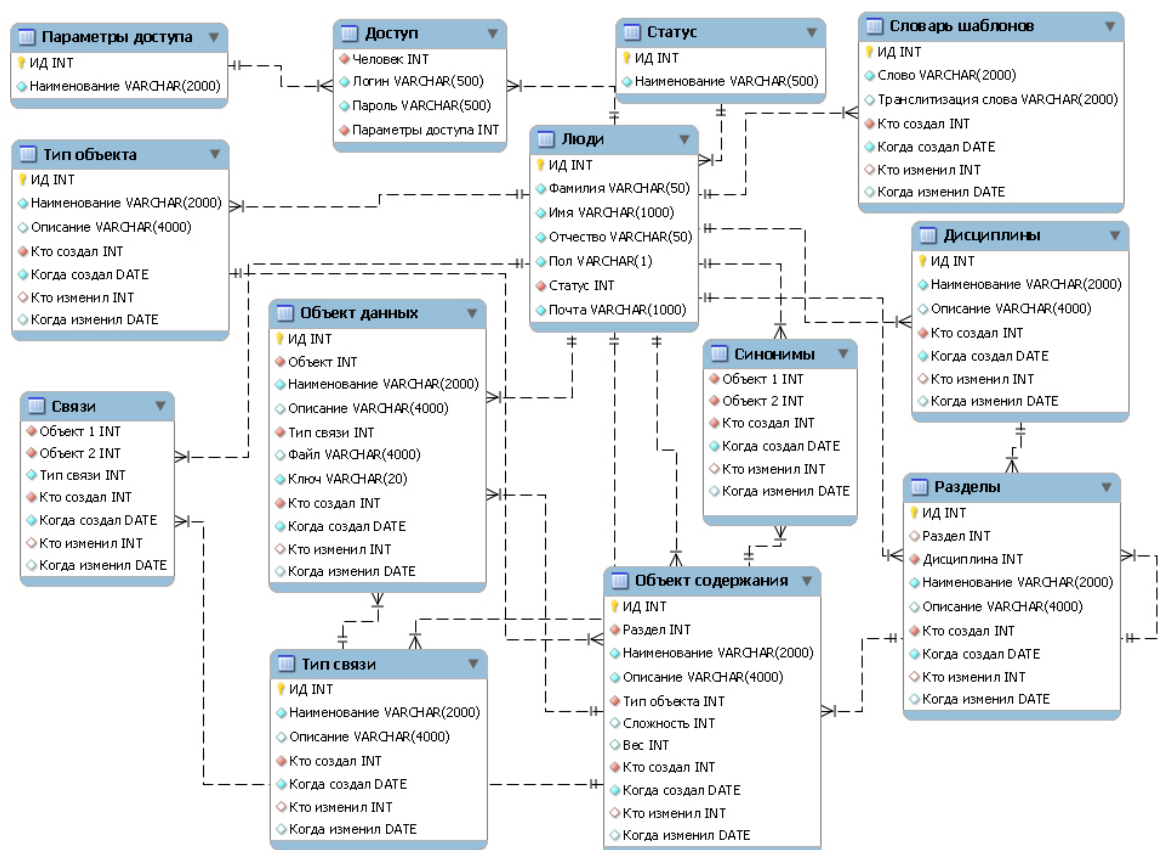 Параметры доступа
ИД INT
Наименование VARCHAR(2000)
Доступ
Человек INT
Логин VARCHAR(500)
Пароль VARCHAR(500)
Параметры доступа INT
Статус
ИД INT
Наименование VARCHAR(500)
Словарь шаблонов
ИД INT
Слово VARCHAR(2000)
Транслитизация слова VARCHAR(2000)
Кто создал INT
Когда создал DATE
Кто изменил INT
Когда изменил DATE
Тип объекта
ИД INT
Наименование VARCHAR(2000)
Описание VARCHAR(4000)
Кто создал INT
Когда создал DATE
Кто изменил INT
Когда изменил DATE
Люди
ИД INT
Фамилия VARCHAR(50)
Имя VARCHAR(1000)
Отчество VARCHAR(50)
Пол VARCHAR(1)
Статус INT
Почта VARCHAR(1000)
Дисциплины
ИД INT
Наименование VARCHAR(2000)
Описание VARCHAR(4000)
Кто создал INT
Когда создал DATE
Кто изменил INT
Когда изменил DATE
Объект данных
ИД INT
Объект INT
Наименование VARCHAR(2000)
Описание VARCHAR(4000)
Тип связи INT
Файл VARCHAR(4000)
Ключ VARCHAR(20)
Кто создал INT
Когда создал DATE
Кто изменил INT
Когда изменил DATE
Синонимы
Объект 1 INT
Объект 2 INT
Кто создал INT
Когда создал DATE
Кто изменил INT
Когда изменил DATE
Связи
Объект 1 INT
Объект 2 INT
Тип связи INT
Кто создал INT
Когда создал DATE
Кто изменил INT
Когда изменил DATE
Разделы
ИД INT
Раздел INT
Дисциплина INT
Наименование VARCHAR(2000)
Описание VARCHAR(4000)
Кто создал INT
Когда создал DATE
Кто изменил INT
Когда изменил DATE
Объект содержания
ИД INT
Раздел INT
Наименование VARCHAR(2000)
Описание VARCHAR(4000)
Тип объекта INT
Сложность INT
Вес INT
Кто создал INT
Когда создал DATE
Кто изменил INT
Когда изменил DATE
Тип связи
ИД INT
Наименование VARCHAR(2000)
Описание VARCHAR(4000)
Кто создал INT
Когда создал DATE
Кто изменил INT
Когда изменил DATE